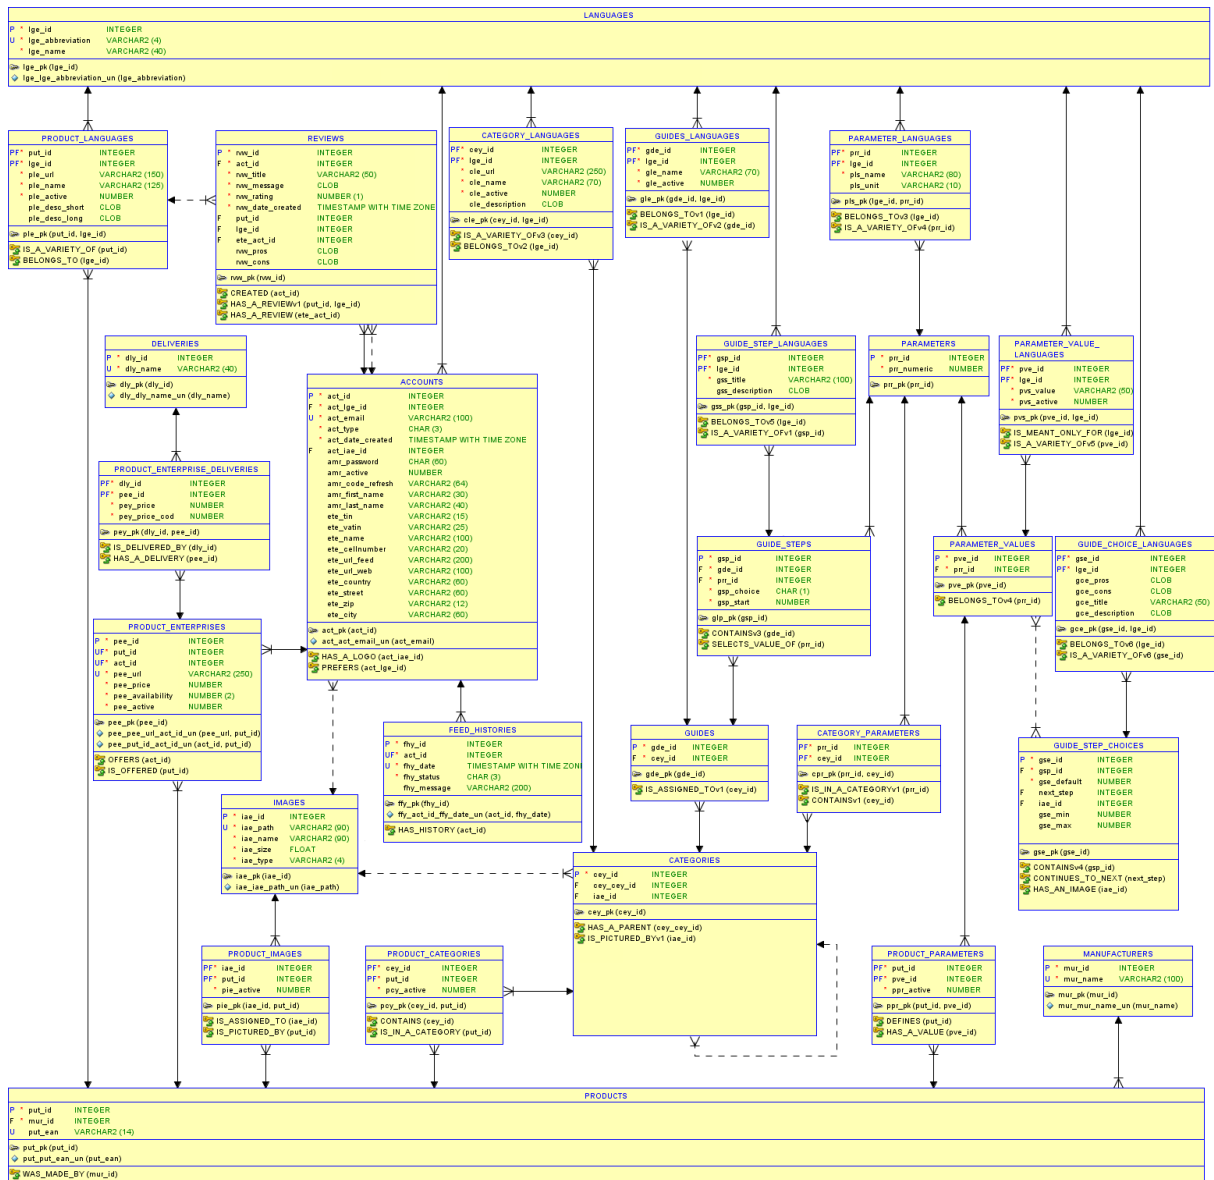 LANGUAGES
P * lge_id INTEGER
U * lge_abbreviation VARCHAR2 (4)
* lge_name VARCHAR2 (40)
lge_pk (lge_id)
lge_lge_abbreviation_un (lge_abbreviation)
PRODUCT_LANGUAGES
PF* put_id INTEGER
PF* lge_id INTEGER
* ple_url VARCHAR2 (150)
* ple_name VARCHAR2 (125)
* ple_active NUMBER
ple_desc_short CLOB
ple_desc_long CLOB
ple_pk (put_id, lge_id)
IS_A_VARIETY_OF (put_id)
BELONGS_TO (lge_id)
REVIEWS
P * rvw_id INTEGER
F * act_id INTEGER
* rvw_title VARCHAR2 (50)
* rvw_message CLOB
* rvw_rating NUMBER (1)
* rvw_date_created TIMESTAMP WITH TIME ZONE
F put_id INTEGER
F lge_id INTEGER
F ete_act_id INTEGER
rvw_pros CLOB
rvw_cons CLOB
rvw_pk (rvw_id)
CREATED (act_id)
HAS_A_REVIEWv1 (put_id, lge_id)
HAS_A_REVIEW (ete_act_id)
CATEGORY_LANGUAGES
PF* cey_id INTEGER
PF* lge_id INTEGER
* cle_url VARCHAR2 (250)
* cle_name VARCHAR2 (70)
* cle_active NUMBER
cle_description CLOB
cle_pk (cey_id, lge_id)
IS_A_VARIETY_OFv3 (cey_id)
BELONGS_TOv2 (lge_id)
GUIDES_LANGUAGES
PF* gde_id INTEGER
PF* lge_id INTEGER
* gle_name VARCHAR2 (70)
* gle_active NUMBER
gle_pk (gde_id, lge_id)
BELONGS_TOv1 (lge_id)
IS_A_VARIETY_OFv2 (gde_id)
PARAMETER_LANGUAGES
PF* prr_id INTEGER
PF* lge_id INTEGER
* pls_name VARCHAR2 (80)
pls_unit VARCHAR2 (10)
pls_pk (lge_id, prr_id)
BELONGS_TOv3 (lge_id)
IS_A_VARIETY_OFv4 (prr_id)
DELIVERIES
P * dly_id INTEGER
U * dly_name VARCHAR2 (40)
dly_pk (dly_id)
dly_dly_name_un (dly_name)
ACCOUNTS
P * act_id INTEGER
F * act_lge_id INTEGER
U * act_email VARCHAR2 (100)
* act_type CHAR (3)
* act_date_created TIMESTAMP WITH TIME ZONE
F act_iae_id INTEGER
amr_password CHAR (60)
amr_active NUMBER
amr_code_refresh VARCHAR2 (64)
amr_first_name VARCHAR2 (30)
amr_last_name VARCHAR2 (40)
ete_tin VARCHAR2 (15)
ete_vatin VARCHAR2 (25)
ete_name VARCHAR2 (100)
ete_cellnumber VARCHAR2 (20)
ete_url_feed VARCHAR2 (200)
ete_url_web VARCHAR2 (100)
ete_country VARCHAR2 (60)
ete_street VARCHAR2 (60)
ete_zip VARCHAR2 (12)
ete_city VARCHAR2 (60)
act_pk (act_id)
act_act_email_un (act_email)
HAS_A_LOGO (act_iae_id)
PREFERS (act_lge_id)
GUIDE_STEP_LANGUAGES
PF* gsp_id INTEGER
PF* lge_id INTEGER
* gss_title VARCHAR2 (100)
gss_description CLOB
gss_pk (gsp_id, lge_id)
BELONGS_TOv5 (lge_id)
IS_A_VARIETY_OFv1 (gsp_id)
PARAMETERS
P * prr_id INTEGER
* prr_numeric NUMBER
prr_pk (prr_id)
PARAMETER_VALUE_
LANGUAGES
PF* pve_id INTEGER
PF* lge_id INTEGER
* pvs_value VARCHAR2 (50)
* pvs_active NUMBER
pvs_pk (pve_id, lge_id)
IS_MEANT_ONLY_FOR (lge_id)
IS_A_VARIETY_OFv5 (pve_id)
PRODUCT_ENTERPRISE_DELIVERIES
PF* dly_id INTEGER
PF* pee_id INTEGER
* pey_price NUMBER
* pey_price_cod NUMBER
pey_pk (dly_id, pee_id)
IS_DELIVERED_BY (dly_id)
HAS_A_DELIVERY (pee_id)
GUIDE_STEPS
P * gsp_id INTEGER
F * gde_id INTEGER
F * prr_id INTEGER
* gsp_choice CHAR (1)
* gsp_start NUMBER
glp_pk (gsp_id)
CONTAINSv3 (gde_id)
SELECTS_VALUE_OF (prr_id)
PARAMETER_VALUES
P * pve_id INTEGER
F * prr_id INTEGER
pve_pk (pve_id)
BELONGS_TOv4 (prr_id)
GUIDE_CHOICE_LANGUAGES
PF* gse_id INTEGER
PF* lge_id INTEGER
gce_pros CLOB
gce_cons CLOB
gce_title VARCHAR2 (50)
gce_description CLOB
gce_pk (gse_id, lge_id)
BELONGS_TOv6 (lge_id)
IS_A_VARIETY_OFv6 (gse_id)
PRODUCT_ENTERPRISES
P * pee_id INTEGER
UF* put_id INTEGER
UF* act_id INTEGER
U * pee_url VARCHAR2 (250)
* pee_price NUMBER
* pee_availability NUMBER (2)
* pee_active NUMBER
pee_pk (pee_id)
pee_pee_url_act_id_un (pee_url, put_id)
pee_put_id_act_id_un (act_id, put_id)
OFFERS (act_id)
IS_OFFERED (put_id)
FEED_HISTORIES
P * fhy_id INTEGER
UF* act_id INTEGER
U * fhy_date TIMESTAMP WITH TIME ZON
* fhy_status CHAR (3)
fhy_message VARCHAR2 (200)
ffy_pk (fhy_id)
ffy_act_id_ffy_date_un (act_id, fhy_date)
HAS_HISTORY (act_id)
GUIDES
P * gde_id INTEGER
F * cey_id INTEGER
gde_pk (gde_id)
IS_ASSIGNED_TOv1 (cey_id)
CATEGORY_PARAMETERS
PF* prr_id INTEGER
PF* cey_id INTEGER
cpr_pk (prr_id, cey_id)
IS_IN_A_CATEGORYv1 (prr_id)
CONTAINSv1 (cey_id)
GUIDE_STEP_CHOICES
P * gse_id INTEGER
F * gsp_id INTEGER
* gse_default NUMBER
F next_step INTEGER
F iae_id INTEGER
gse_min NUMBER
gse_max NUMBER
gse_pk (gse_id)
CONTAINSv4 (gsp_id)
CONTINUES_TO_NEXT (next_step)
HAS_AN_IMAGE (iae_id)
IMAGES
P * iae_id INTEGER
U * iae_path VARCHAR2 (90)
* iae_name VARCHAR2 (90)
* iae_size FLOAT
* iae_type VARCHAR2 (4)
iae_pk (iae_id)
iae_iae_path_un (iae_path)
CATEGORIES
P * cey_id INTEGER
F cey_cey_id INTEGER
F iae_id INTEGER
cey_pk (cey_id)
HAS_A_PARENT (cey_cey_id)
IS_PICTURED_BYv1 (iae_id)
PRODUCT_IMAGES
PF* iae_id INTEGER
PF* put_id INTEGER
* pie_active NUMBER
pie_pk (iae_id, put_id)
IS_ASSIGNED_TO (iae_id)
IS_PICTURED_BY (put_id)
PRODUCT_CATEGORIES
PF* cey_id INTEGER
PF* put_id INTEGER
* pcy_active NUMBER
pcy_pk (cey_id, put_id)
CONTAINS (cey_id)
IS_IN_A_CATEGORY (put_id)
PRODUCT_PARAMETERS
PF* put_id INTEGER
PF* pve_id INTEGER
* ppr_active NUMBER
ppr_pk (put_id, pve_id)
DEFINES (put_id)
HAS_A_VALUE (pve_id)
MANUFACTURERS
P * mur_id INTEGER
U * mur_name VARCHAR2 (100)
mur_pk (mur_id)
mur_mur_name_un (mur_name)
PRODUCTS
P * put_id INTEGER
F * mur_id INTEGER
U put_ean VARCHAR2 (14)
put_pk (put_id)
put_put_ean_un (put_ean)
WAS_MADE_BY (mur_id)